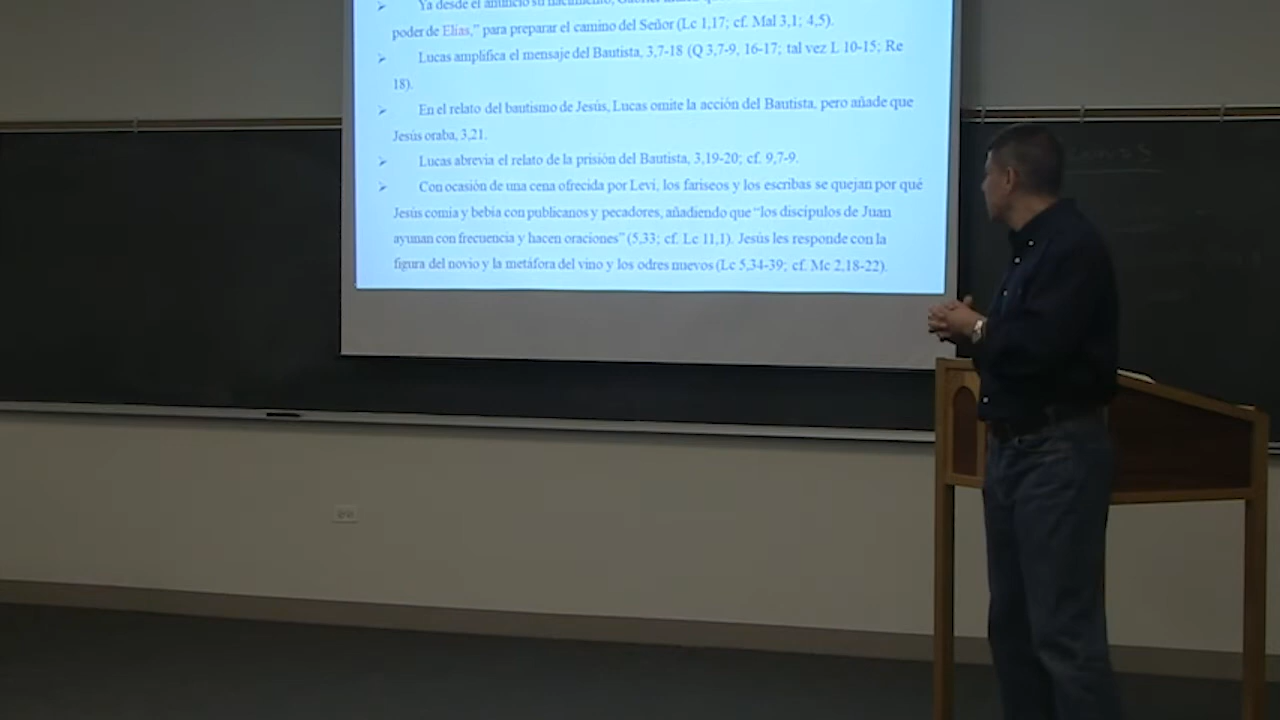 ➢ Ya desde el anuncio su nacimiento, Gabriel
poder de Elías,” para preparar el camino del Señor (Lc 1,17; cf. Mal 3,1; 4,5).
➢ Lucas amplifica el mensaje del Bautista, 3,7-18 (Q 3,7-9, 16-17; tal vez L 10-15; Re
18).
➢ En el relato del bautismo de Jesús, Lucas omite la acción del Bautista, pero añade que
Jesús oraba, 3,21.
➢ Lucas abrevia el relato de la prisión del Bautista, 3,19-20; cf. 9,7-9.
➢ Con ocasión de una cena ofrecida por Leví, los fariseos y los escribas se quejan por qué
Jesús comía y bebía con publicanos y pecadores, añadiendo que “los discípulos de Juan
ayunan con frecuencia y hacen oraciones” (5,33; cf. Lc 11,1). Jesús les responde con la
figura del novio y la metáfora del vino y los odres nuevos (Lc 5,34-39; cf. Mc 2,18-22).